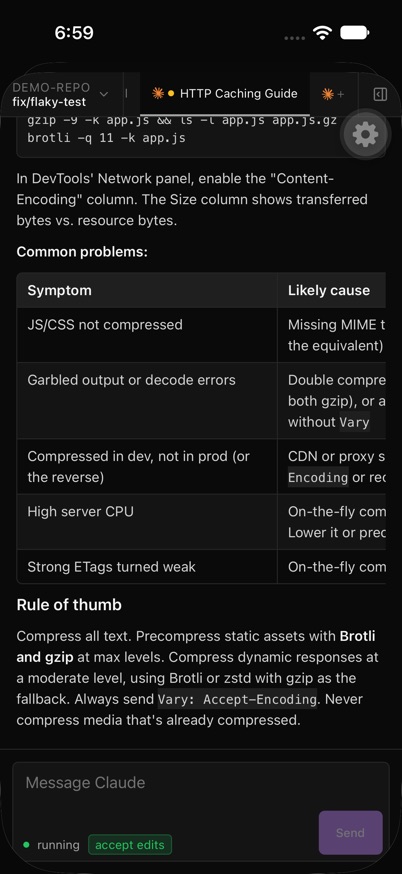 6:59
DEMO-REPO
fix/flaky-test
HTTP Caching Guide
+
gzip -9 -k app.js && ls -l app.js app.js.gz
brotli -q 11 -k app.js
In DevTools' Network panel, enable the "Content-
Encoding" column. The Size column shows transferred
bytes vs. resource bytes.
Common problems:
Symptom
Likely cause
JS/CSS not compressed
Missing MIME t
the equivalent)
Garbled output or decode errors
Double compre
both gzip), or a
without Vary
Compressed in dev, not in prod (or
the reverse)
CDN or proxy s
Encoding or rec
High server CPU
On-the-fly com
Lower it or prec
Strong ETags turned weak
On-the-fly com
Rule of thumb
Compress all text. Precompress static assets with Brotli
and gzip at max levels. Compress dynamic responses at
a moderate level, using Brotli or zstd with gzip as the
fallback. Always send Vary: Accept-Encoding. Never
compress media that's already compressed.
Message Claude
running
accept edits
Send